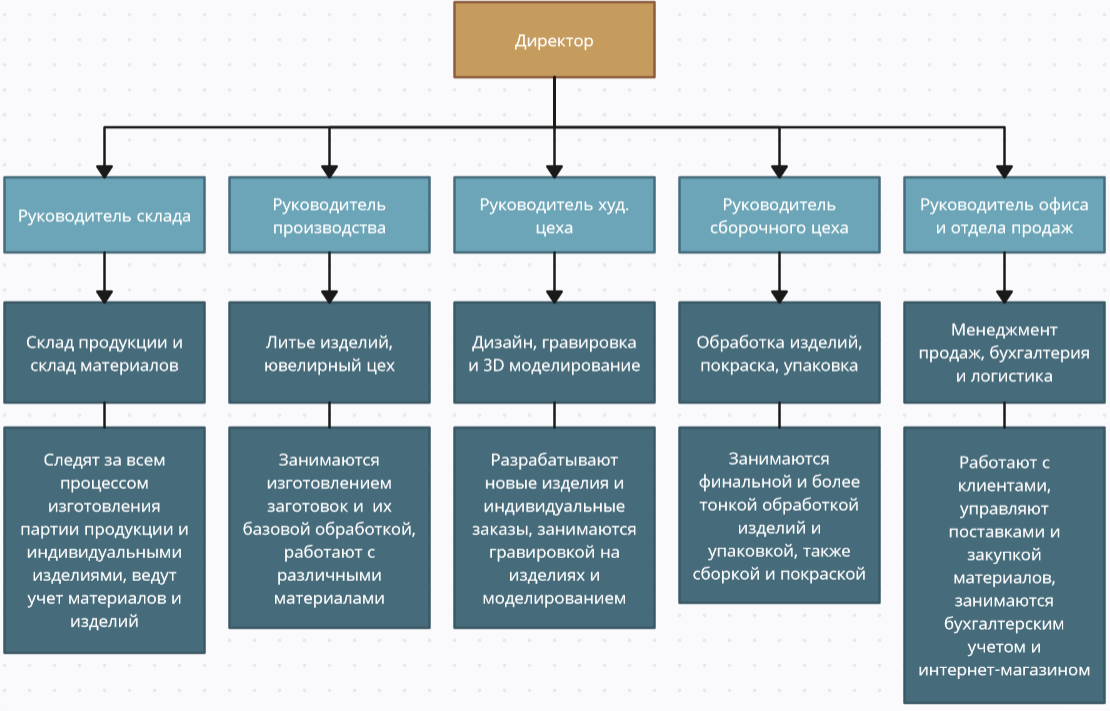 Директор
Руководитель склада
Руководитель
производства
Руководитель худ.
цеха
Руководитель
сборочного цеха
Руководитель офиса
и отдела продаж
Склад продукции и
склад материалов
Литье изделий,
ювелирный цех
Дизайн, гравировка
и 3D моделирование
Обработка изделий,
покраска, упаковка
Менеджмент
продаж, бухгалтерия
и логистика
Следят за всем
процессом
изготовления
партии продукции и
индивидуальными
изделиями, ведут
учет материалов и
изделий
Занимаются
изготовлением
заготовок и их
базовой обработкой,
работают с
различными
материалами
Разрабатывают
новые изделия и
индивидуальные
заказы, занимаются
гравировкой на
изделиях и
моделированием
Занимаются
финальной и более
тонкой обработкой
изделий и
упаковкой, также
сборкой и покраской
Работают с
клиентами,
управляют
поставками и
закупкой
материалов,
занимаются
бухгалтерским
учетом и
интернет-магазином